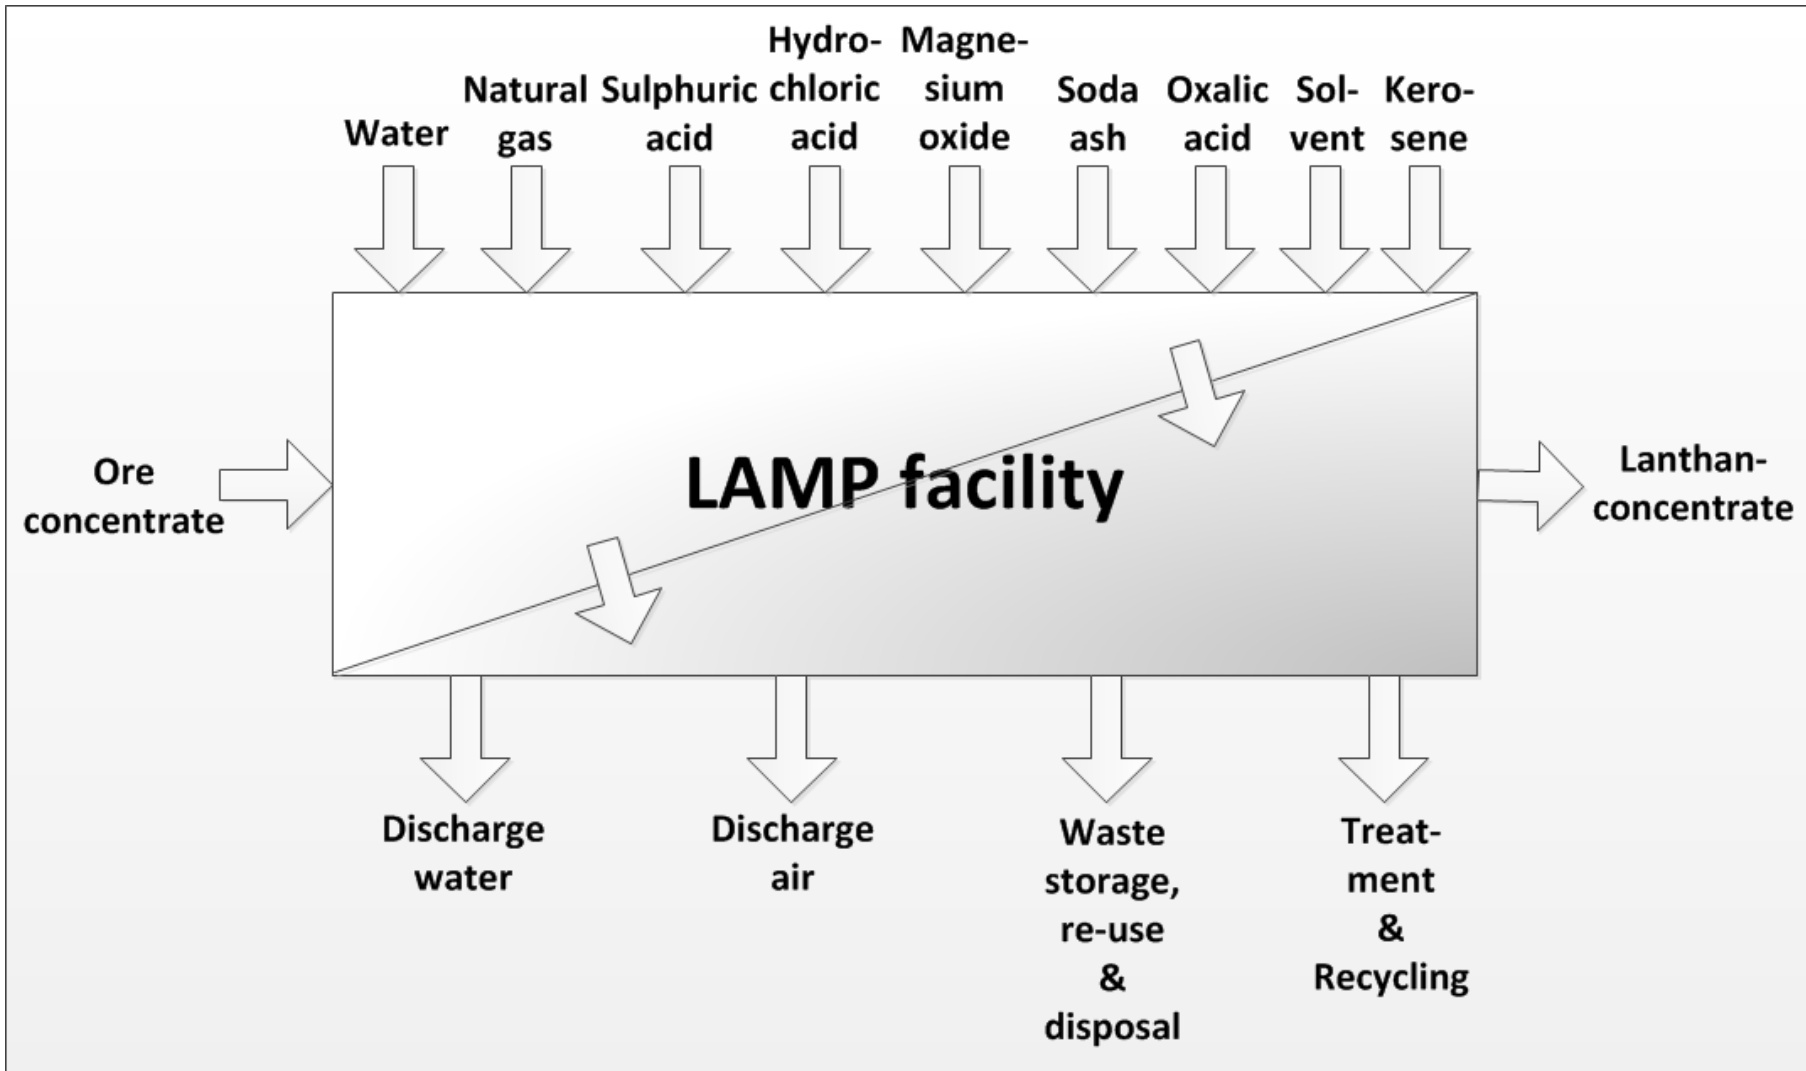 Water
Natural
gas
Sulphuric
acid
Hydro-
chloric
acid
Magne-
sium
oxide
Soda
ash
Oxalic
acid
Sol-
vent
Kero-
sene
Ore
concentrate
LAMP facility
Lanthan-
concentrate
Discharge
water
Discharge
air
Waste
storage,
re-use
&
disposal
Treat-
ment
&
Recycling